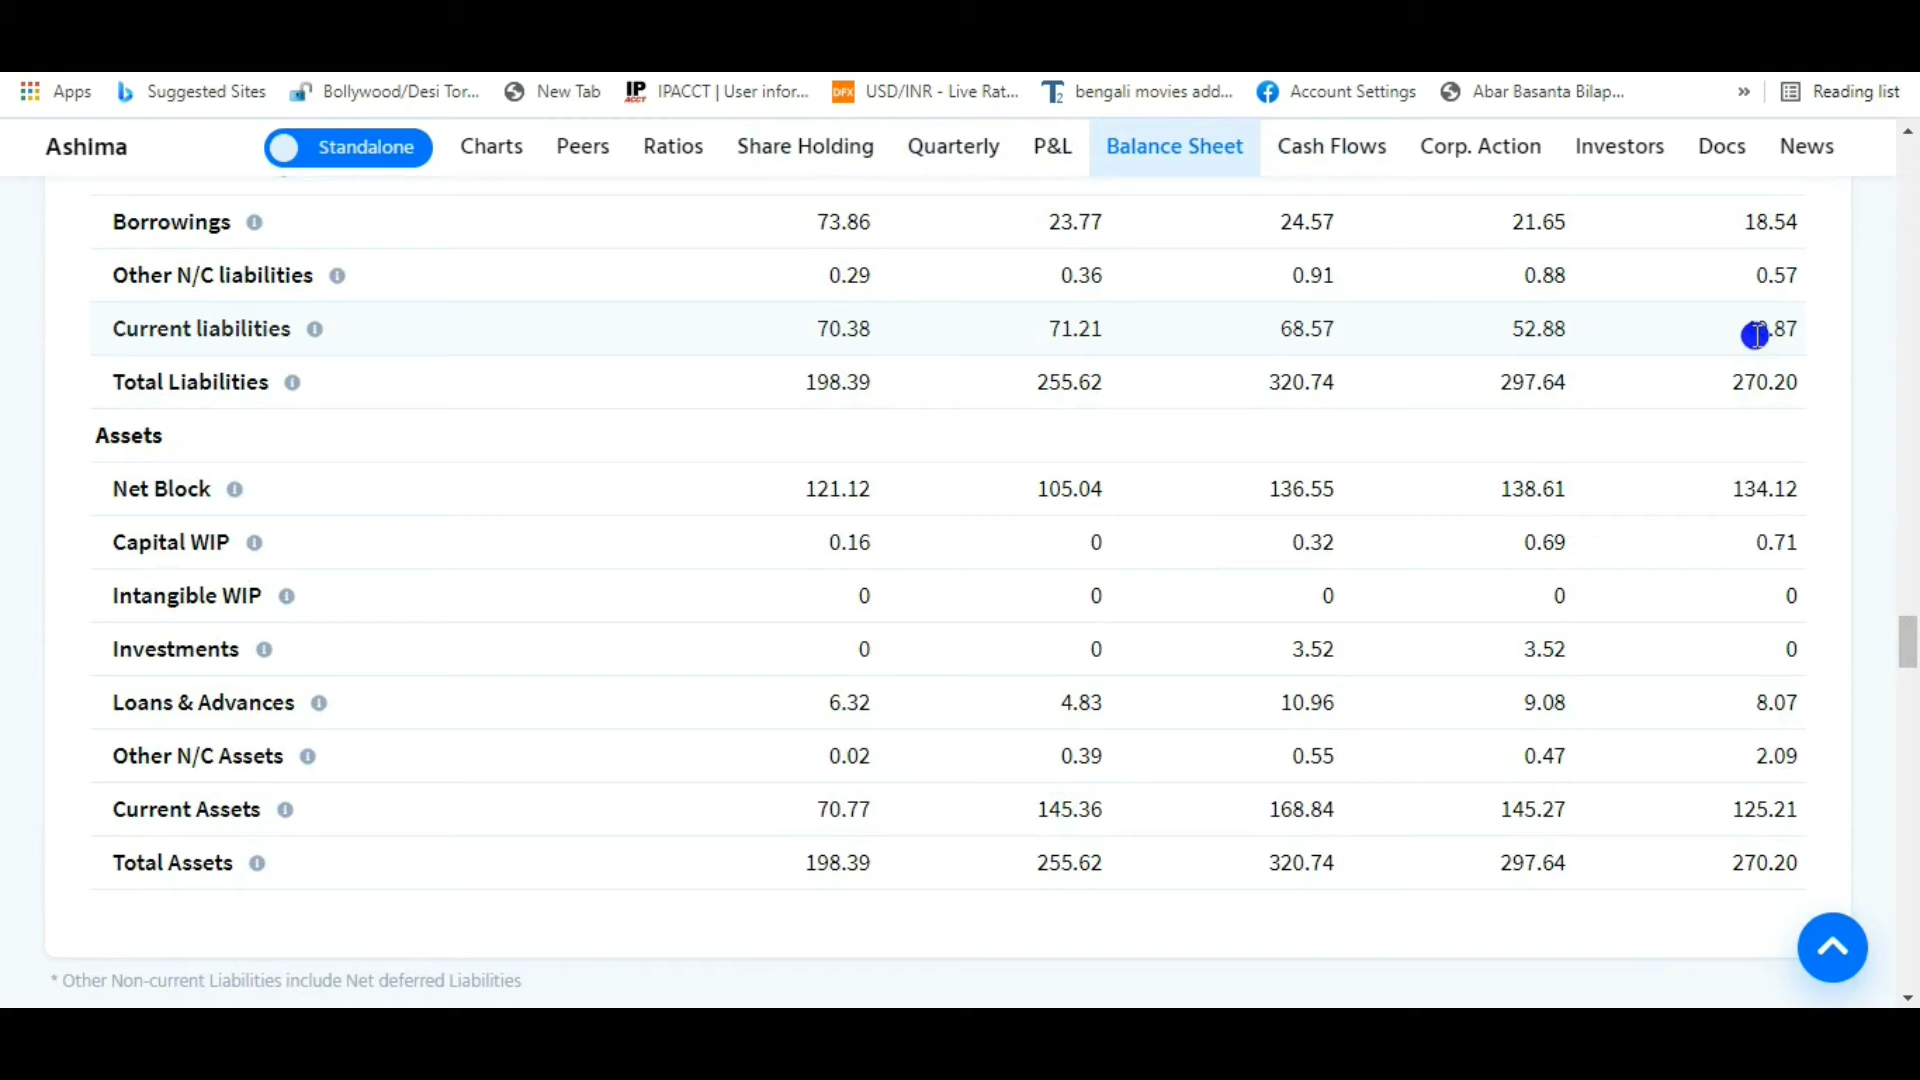 Apps Suggested Sites Bollywood/Desi Tor... New Tab IP ACCT IPACCT | User infor... DFX USD/INR - Live Rat... T2 bengali movies add... Account Settings Abar Basanta Bilap... » Reading list
Ashima Standalone Charts Peers Ratios Share Holding Quarterly P&L Balance Sheet Cash Flows Corp. Action Investors Docs News
Borrowings 73.86 23.77 24.57 21.65 18.54
Other N/C liabilities 0.29 0.36 0.91 0.88 0.57
Current liabilities 70.38 71.21 68.57 52.88 .87
Total Liabilities 198.39 255.62 320.74 297.64 270.20
Assets
Net Block 121.12 105.04 136.55 138.61 134.12
Capital WIP 0.16 0 0.32 0.69 0.71
Intangible WIP 0 0 0 0 0
Investments 0 0 3.52 3.52 0
Loans & Advances 6.32 4.83 10.96 9.08 8.07
Other N/C Assets 0.02 0.39 0.55 0.47 2.09
Current Assets 70.77 145.36 168.84 145.27 125.21
Total Assets 198.39 255.62 320.74 297.64 270.20
* Other Non-current Liabilities include Net deferred Liabilities